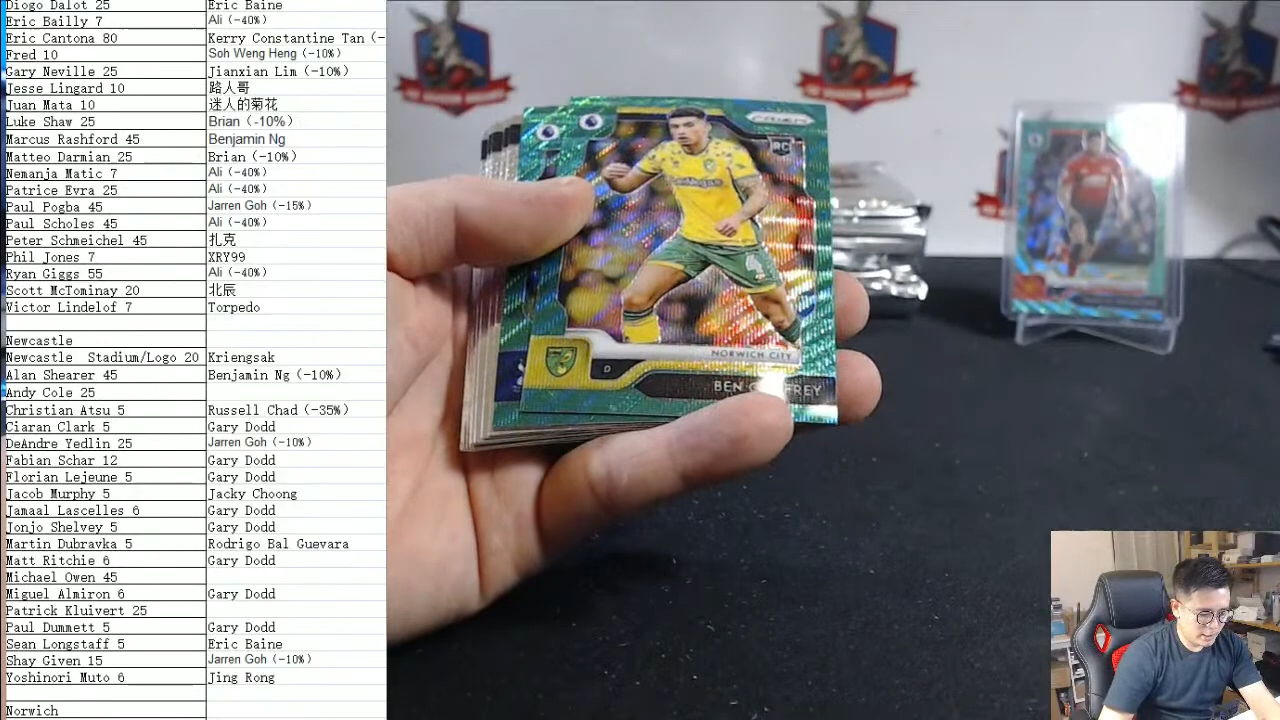 Diogo Dalot 25 Eric Baine
Eric Bailly 7 Ali (-40%)
Eric Cantona 80 Kerry Constantine Tan (-
Fred 10 Soh Weng Heng (-10%)
Gary Neville 25 Jianxian Lim (-10%)
Jesse Lingard 10 路人哥
Juan Mata 10 迷人的菊花
Luke Shaw 25 Brian (-10%)
Marcus Rashford 45 Benjamin Ng
Matteo Darmian 25 Brian (-10%)
Nemanja Matic 7 Ali (-40%)
Patrice Evra 25 Ali (-40%)
Paul Pogba 45 Jarren Goh (-15%)
Paul Scholes 45 Ali (-40%)
Peter Schmeichel 45 扎克
Phil Jones 7 XRY99
Ryan Giggs 55 Ali (-40%)
Scott McTominay 20 北辰
Victor Lindelof 7 Torpedo
Newcastle
Newcastle Stadium/Logo 20 Kriengsak
Alan Shearer 45 Benjamin Ng (-10%)
Andy Cole 25
Christian Atsu 5 Russell Chad (-35%)
Ciaran Clark 5 Gary Dodd
DeAndre Yedlin 25 Jarren Goh (-10%)
Fabian Schar 12 Gary Dodd
Florian Lejeune 5 Gary Dodd
Jacob Murphy 5 Jacky Choong
Jamaal Lascelles 6 Gary Dodd
Jonjo Shelvey 5 Gary Dodd
Martin Dubravka 5 Rodrigo Bal Guevara
Matt Ritchie 6 Gary Dodd
Michael Owen 45
Miguel Almiron 6 Gary Dodd
Patrick Kluivert 25
Paul Dummett 5 Gary Dodd
Sean Longstaff 5 Eric Baine
Shay Given 15 Jarren Goh (-10%)
Yoshinori Muto 6 Jing Rong
Norwich
PRIZM
RC
NORWICH CITY
D
BEN